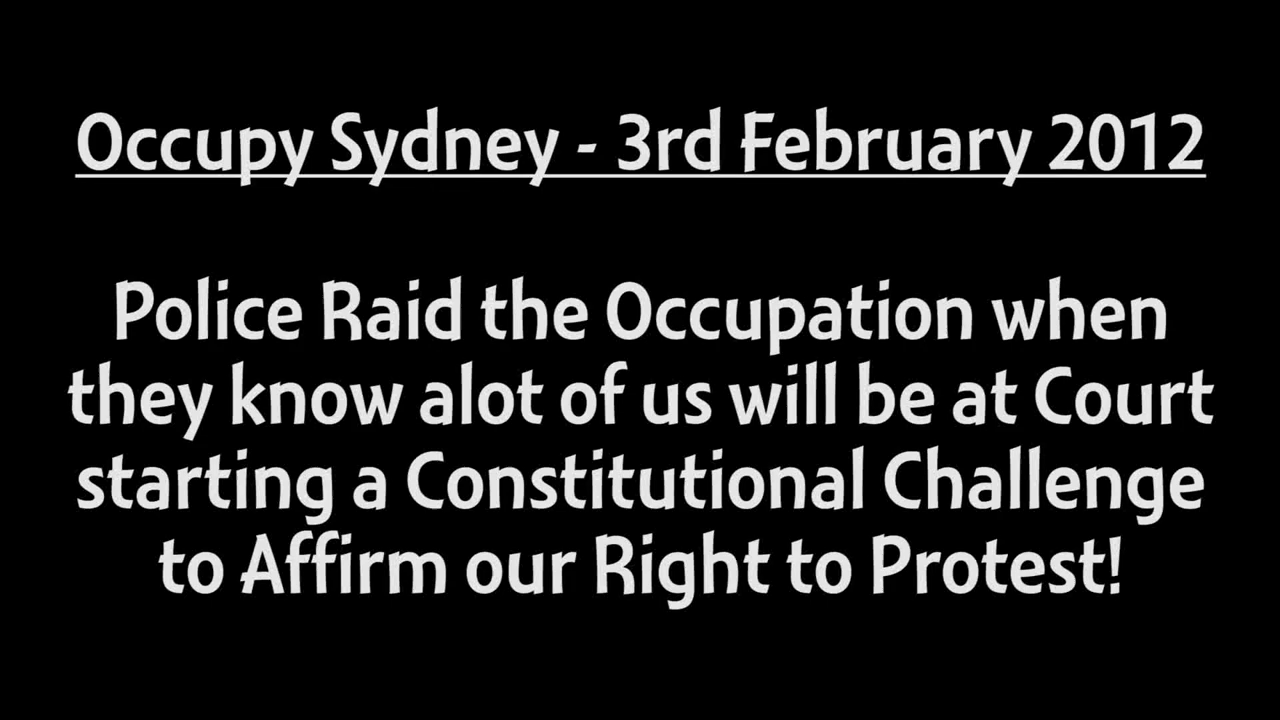 Occupy Sydney - 3rd February 2012
Police Raid the Occupation when
they know alot of us will be at Court
starting a Constitutional Challenge
to Affirm our Right to Protest!